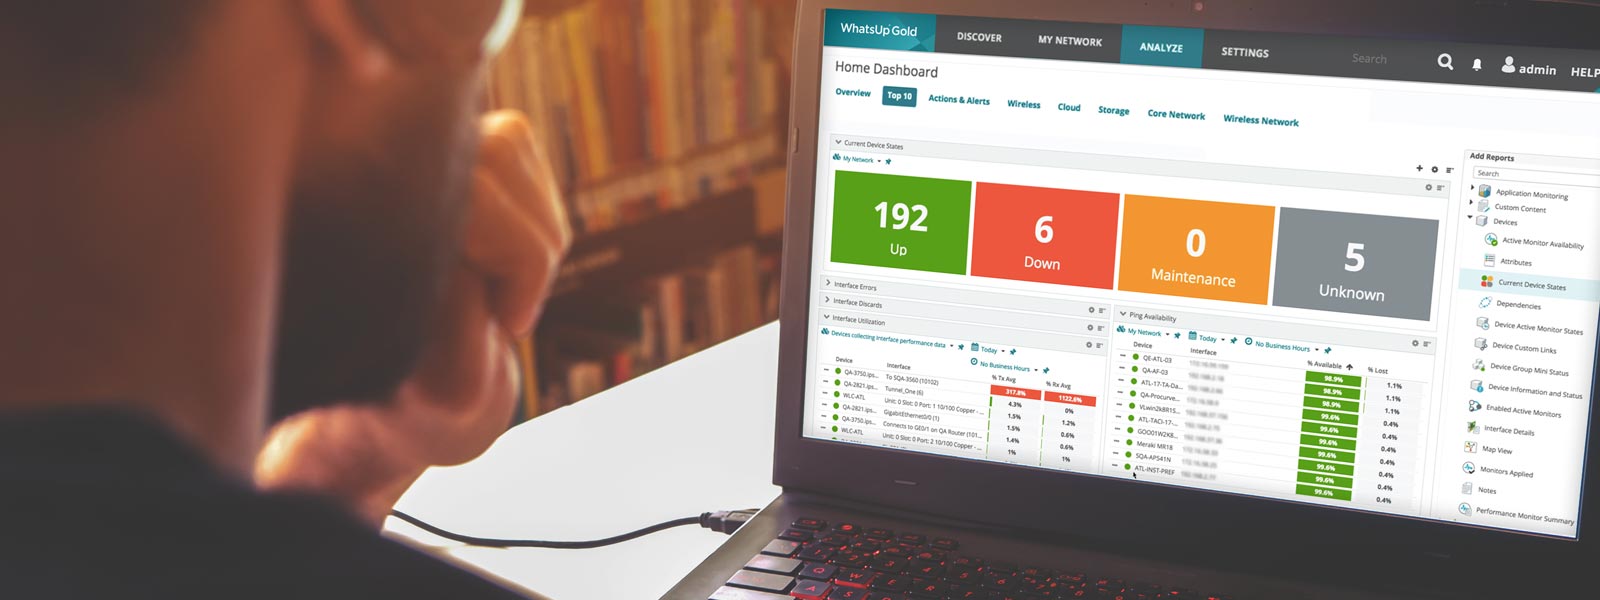 WhatsUp Gold
DISCOVER
MY NETWORK
ANALYZE
SETTINGS
Search
admin
HELP
Home Dashboard
Overview
Top 10
Actions & Alerts
Wireless
Cloud
Storage
Core Network
Wireless Network
Current Device States
My Network
192
Up
6
Down
0
Maintenance
5
Unknown
Interface Errors
Interface Discards
Interface Utilization
Devices collecting interface performance data
Today
No Business Hours
Device Interface % Tx Avg % Rx Avg
QA-3750.ips... To SQA-3560 (10102) 317.8% 1122.6%
QA-2821.ips... Tunnel_One (6) 4.3% 0%
WLC-ATL Unit: 0 Slot: 0 Port: 1 10/100 Copper - ... 1.5% 1.2%
QA-2821.ips... GigabitEthernet0/0 (1) 1.5% 0.6%
QA-3750.ips... Connects to GE0/1 on QA Router (101... 1.4% 0.6%
WLC-ATL Unit: 0 Slot: 0 Port: 2 10/100 Copper - ... 1% 1%
Ping Availability
My Network
Today
No Business Hours
Device Interface % Available % Lost
QE-ATL-03 98.9% 1.1%
QA-AF-03 98.9% 1.1%
ATL-17-TA-Da... 98.9% 1.1%
QA-Procurve... 99.6% 0.4%
VLwin2k8R15... 99.6% 0.4%
ATL-TACI-17-... 99.6% 0.4%
GOO01W2K8... 99.6% 0.4%
Meraki MR18 99.6% 0.4%
SQA-AP541N 99.6% 0.4%
ATL-INST-PREF 99.6% 0.4%
Add Reports
Search
Application Monitoring
Custom Content
Devices
Active Monitor Availability
Attributes
Current Device States
Dependencies
Device Active Monitor States
Device Custom Links
Device Group Mini Status
Device Information and Status
Enabled Active Monitors
Interface Details
Map View
Monitors Applied
Notes
Performance Monitor Summary